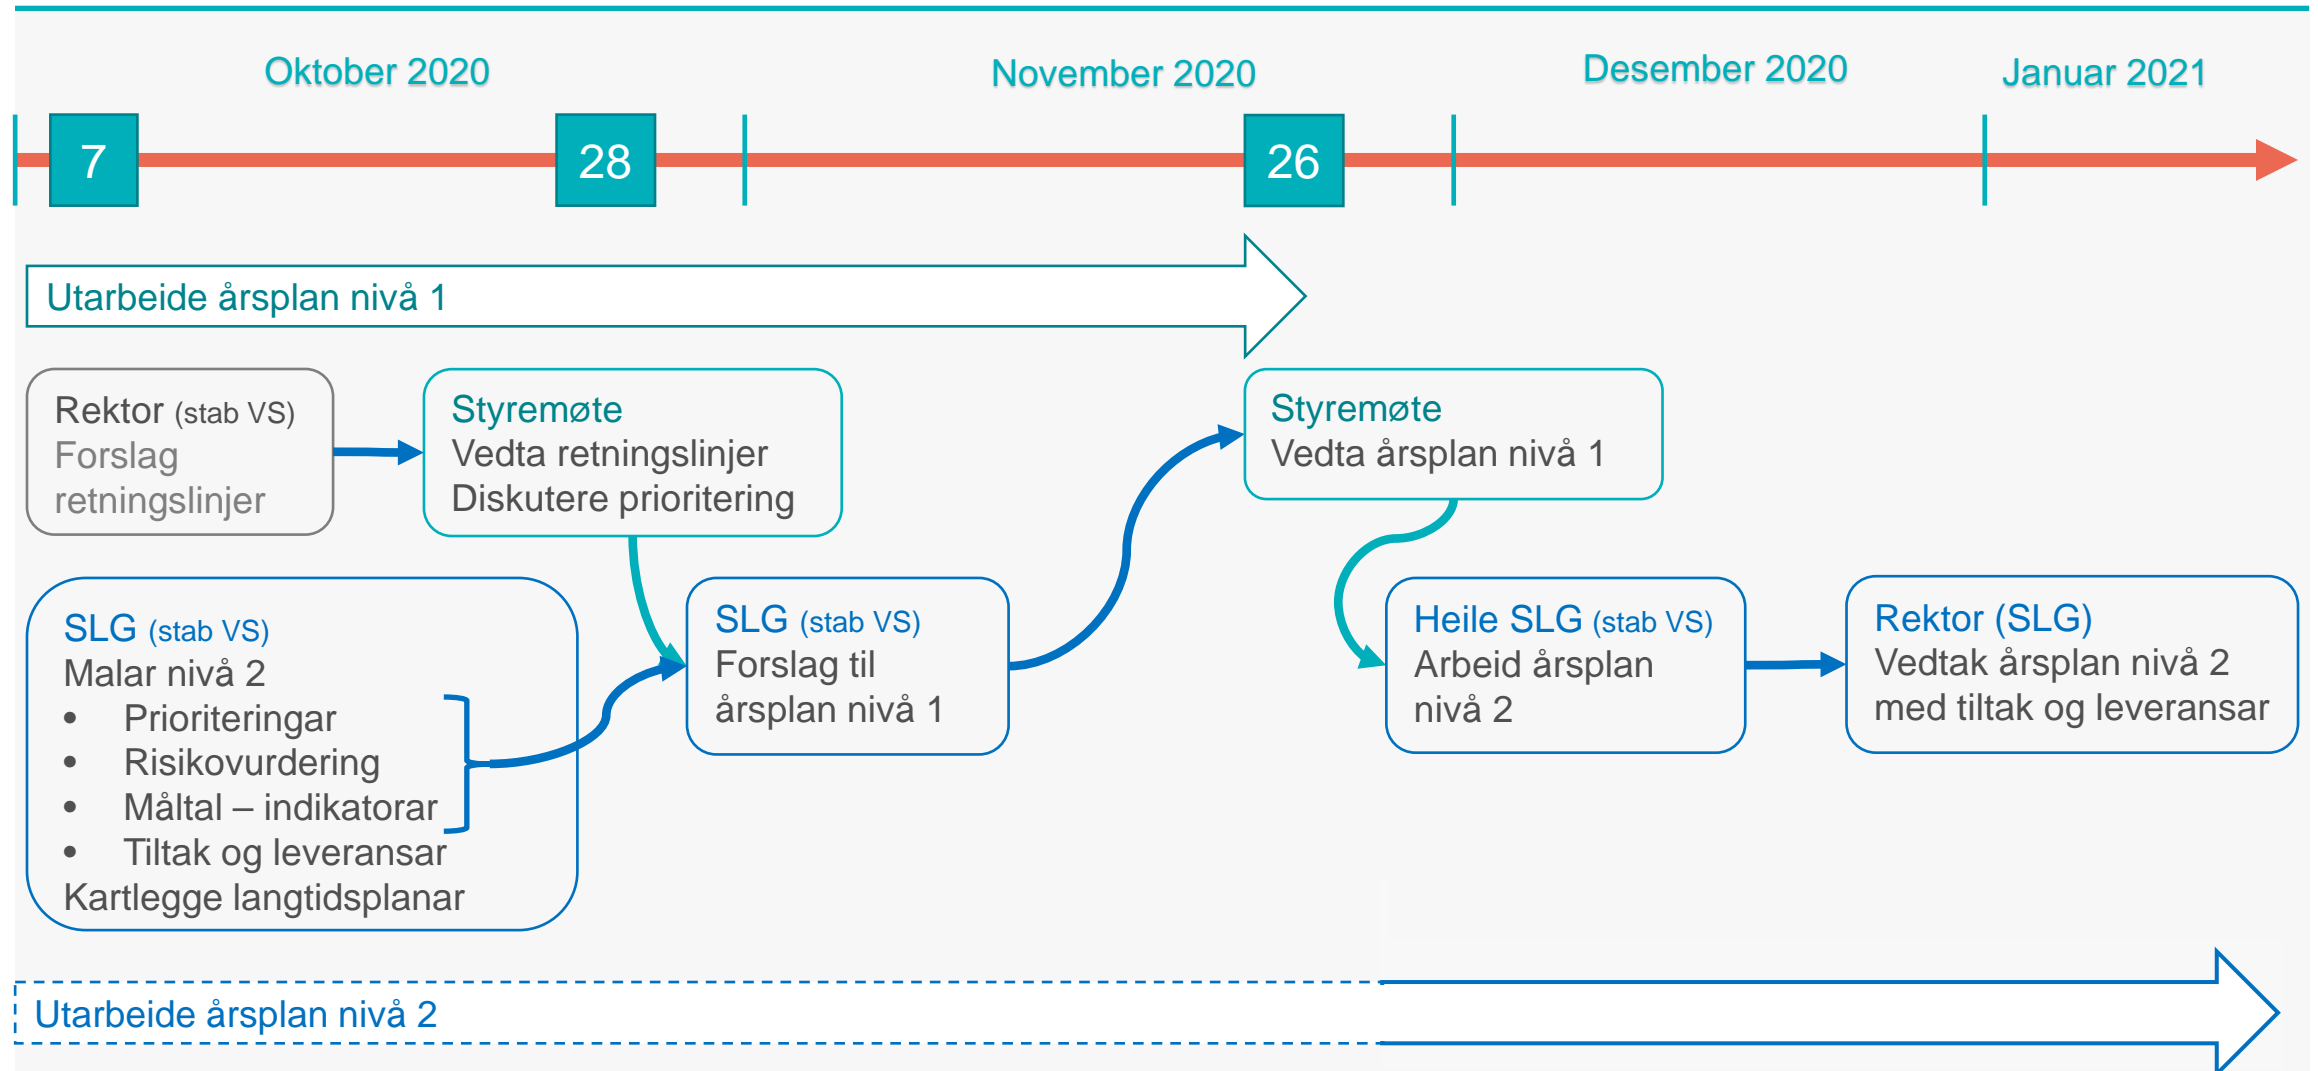 Oktober 2020
November 2020
Desember 2020
Januar 2021
7
28
26
Utarbeide årsplan nivå 1
Rektor (stab VS)
Forslag
retningslinjer
Styremøte
Vedta retningslinjer
Diskutere prioritering
Styremøte
Vedta årsplan nivå 1
SLG (stab VS)
Malar nivå 2
• Prioriteringar
• Risikovurdering
• Måltal – indikatorar
• Tiltak og leveransar
Kartlegge langtidsplanar
SLG (stab VS)
Forslag til
årsplan nivå 1
Heile SLG (stab VS)
Arbeid årsplan
nivå 2
Rektor (SLG)
Vedtak årsplan nivå 2
med tiltak og leveransar
Utarbeide årsplan nivå 2